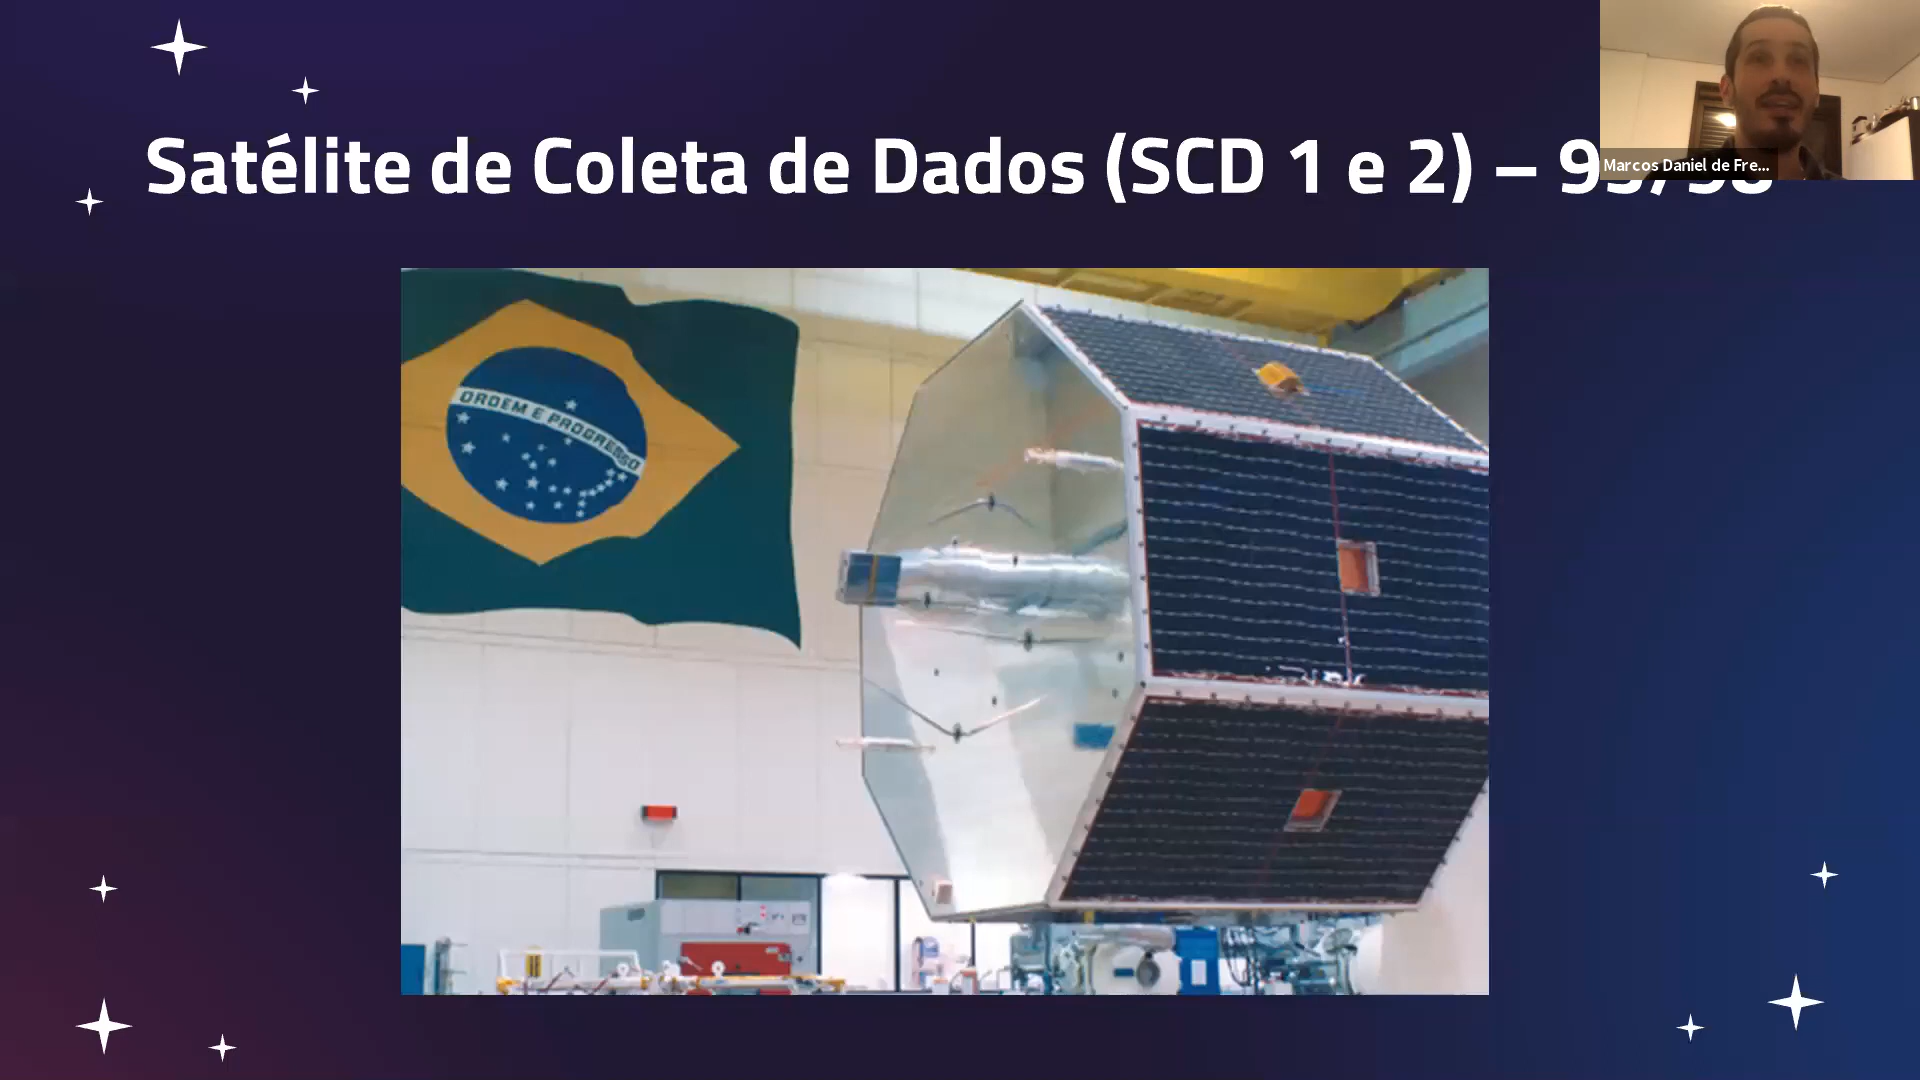 Satélite de Coleta de Dados (SCD 1 e 2) –
Marcos Daniel de Fre...
ORDEM E PROGRESSO